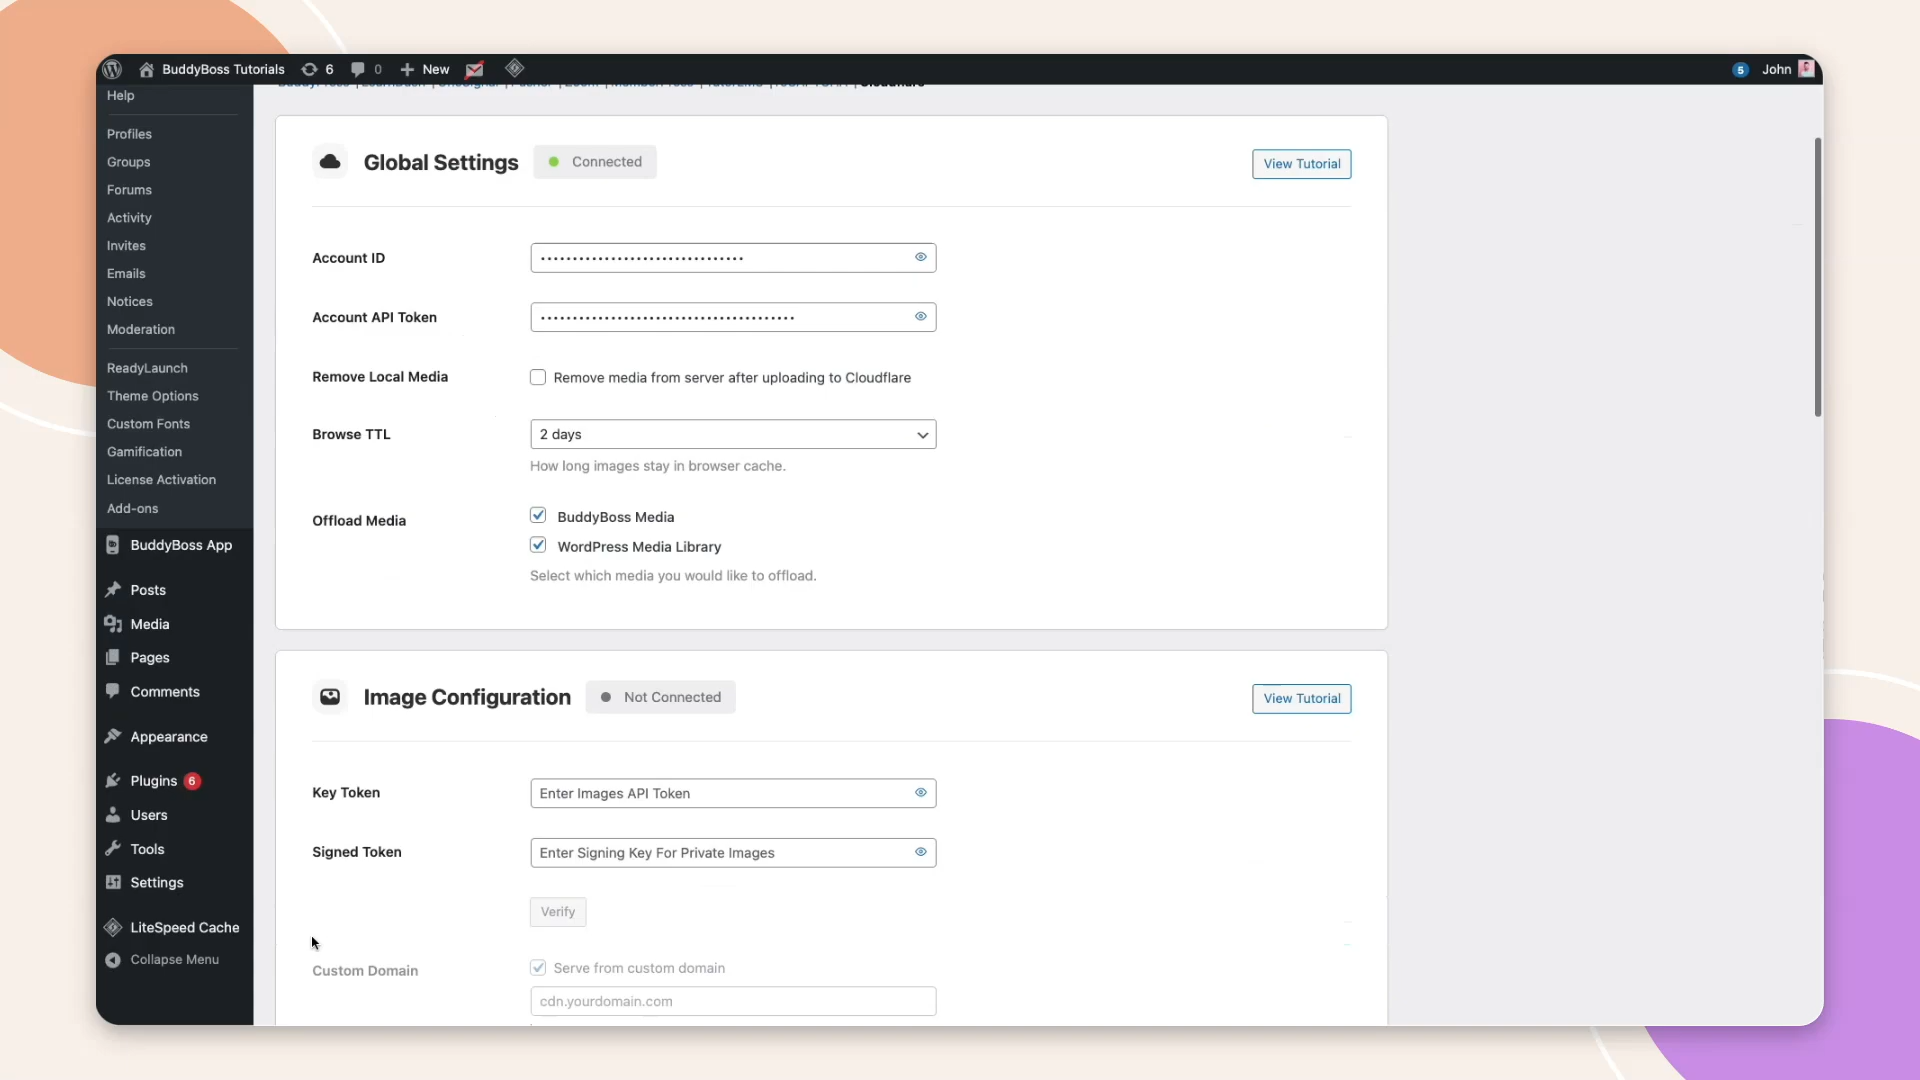 BuddyBoss Tutorials 6 0 New 5 John
Cloudflare
Help
Profiles
Groups
Forums
Activity
Invites
Emails
Notices
Moderation
ReadyLaunch
Theme Options
Custom Fonts
Gamification
License Activation
Add-ons
BuddyBoss App
Posts
Media
Pages
Comments
Appearance
Plugins 6
Users
Tools
Settings
LiteSpeed Cache
Collapse Menu
Global Settings Connected View Tutorial
Account ID
Account API Token
Remove Local Media Remove media from server after uploading to Cloudflare
Browse TTL 2 days
How long images stay in browser cache.
Offload Media BuddyBoss Media
WordPress Media Library
Select which media you would like to offload.
Image Configuration Not Connected View Tutorial
Key Token Enter Images API Token
Signed Token Enter Signing Key For Private Images
Verify
Custom Domain Serve from custom domain
cdn.yourdomain.com